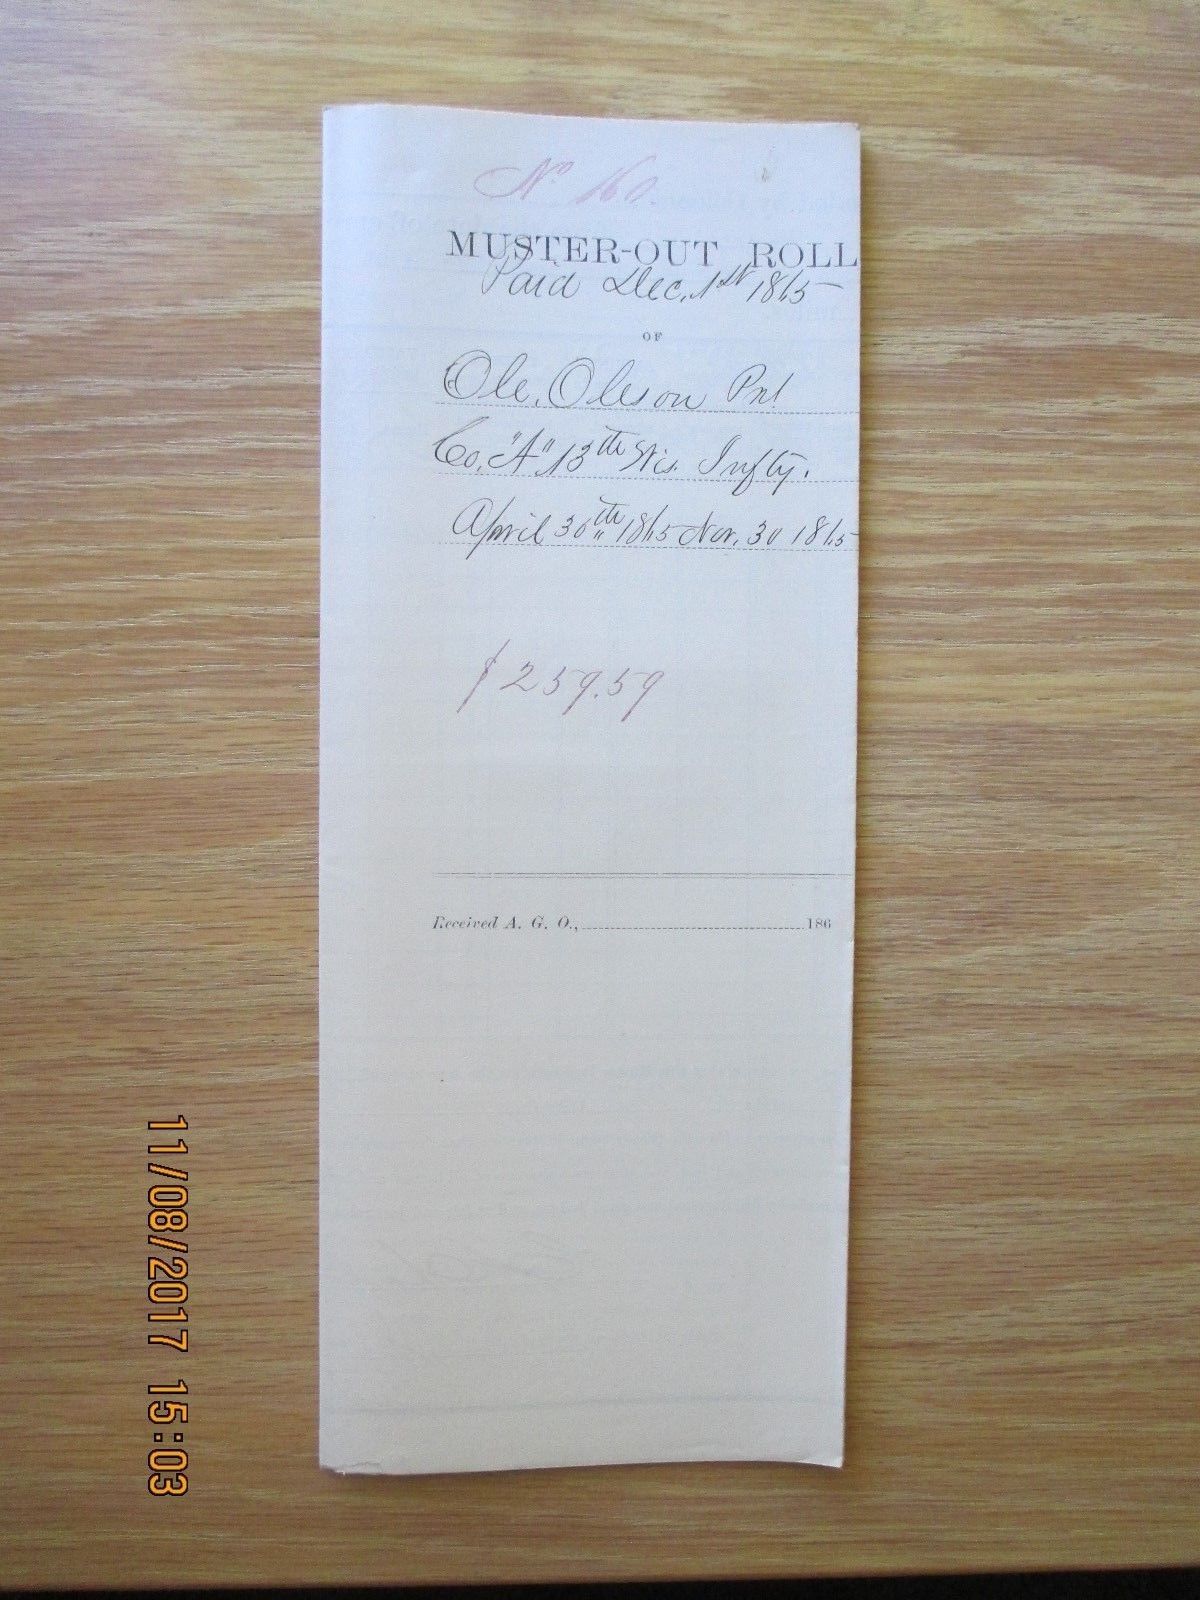 No 160.
MUSTER-OUT ROLL
Paid Dec. 1st 1865
OF
Ole. Oleson Pvt
Co. "A" 13th Wis. Infty.
April 30th 1865 Nov. 30 1865
$259.59
Received A. G. O., 186
11/08/2017 15:03